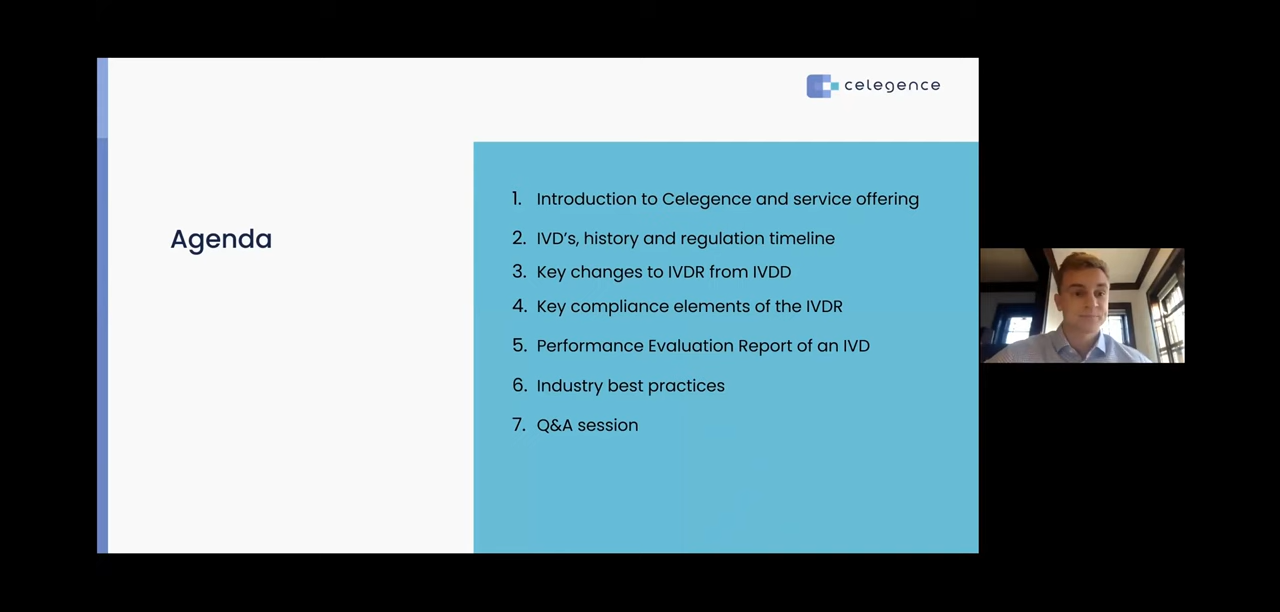 celegence
Agenda
1. Introduction to Celegence and service offering
2. IVD's, history and regulation timeline
3. Key changes to IVDR from IVDD
4. Key compliance elements of the IVDR
5. Performance Evaluation Report of an IVD
6. Industry best practices
7. Q&A session